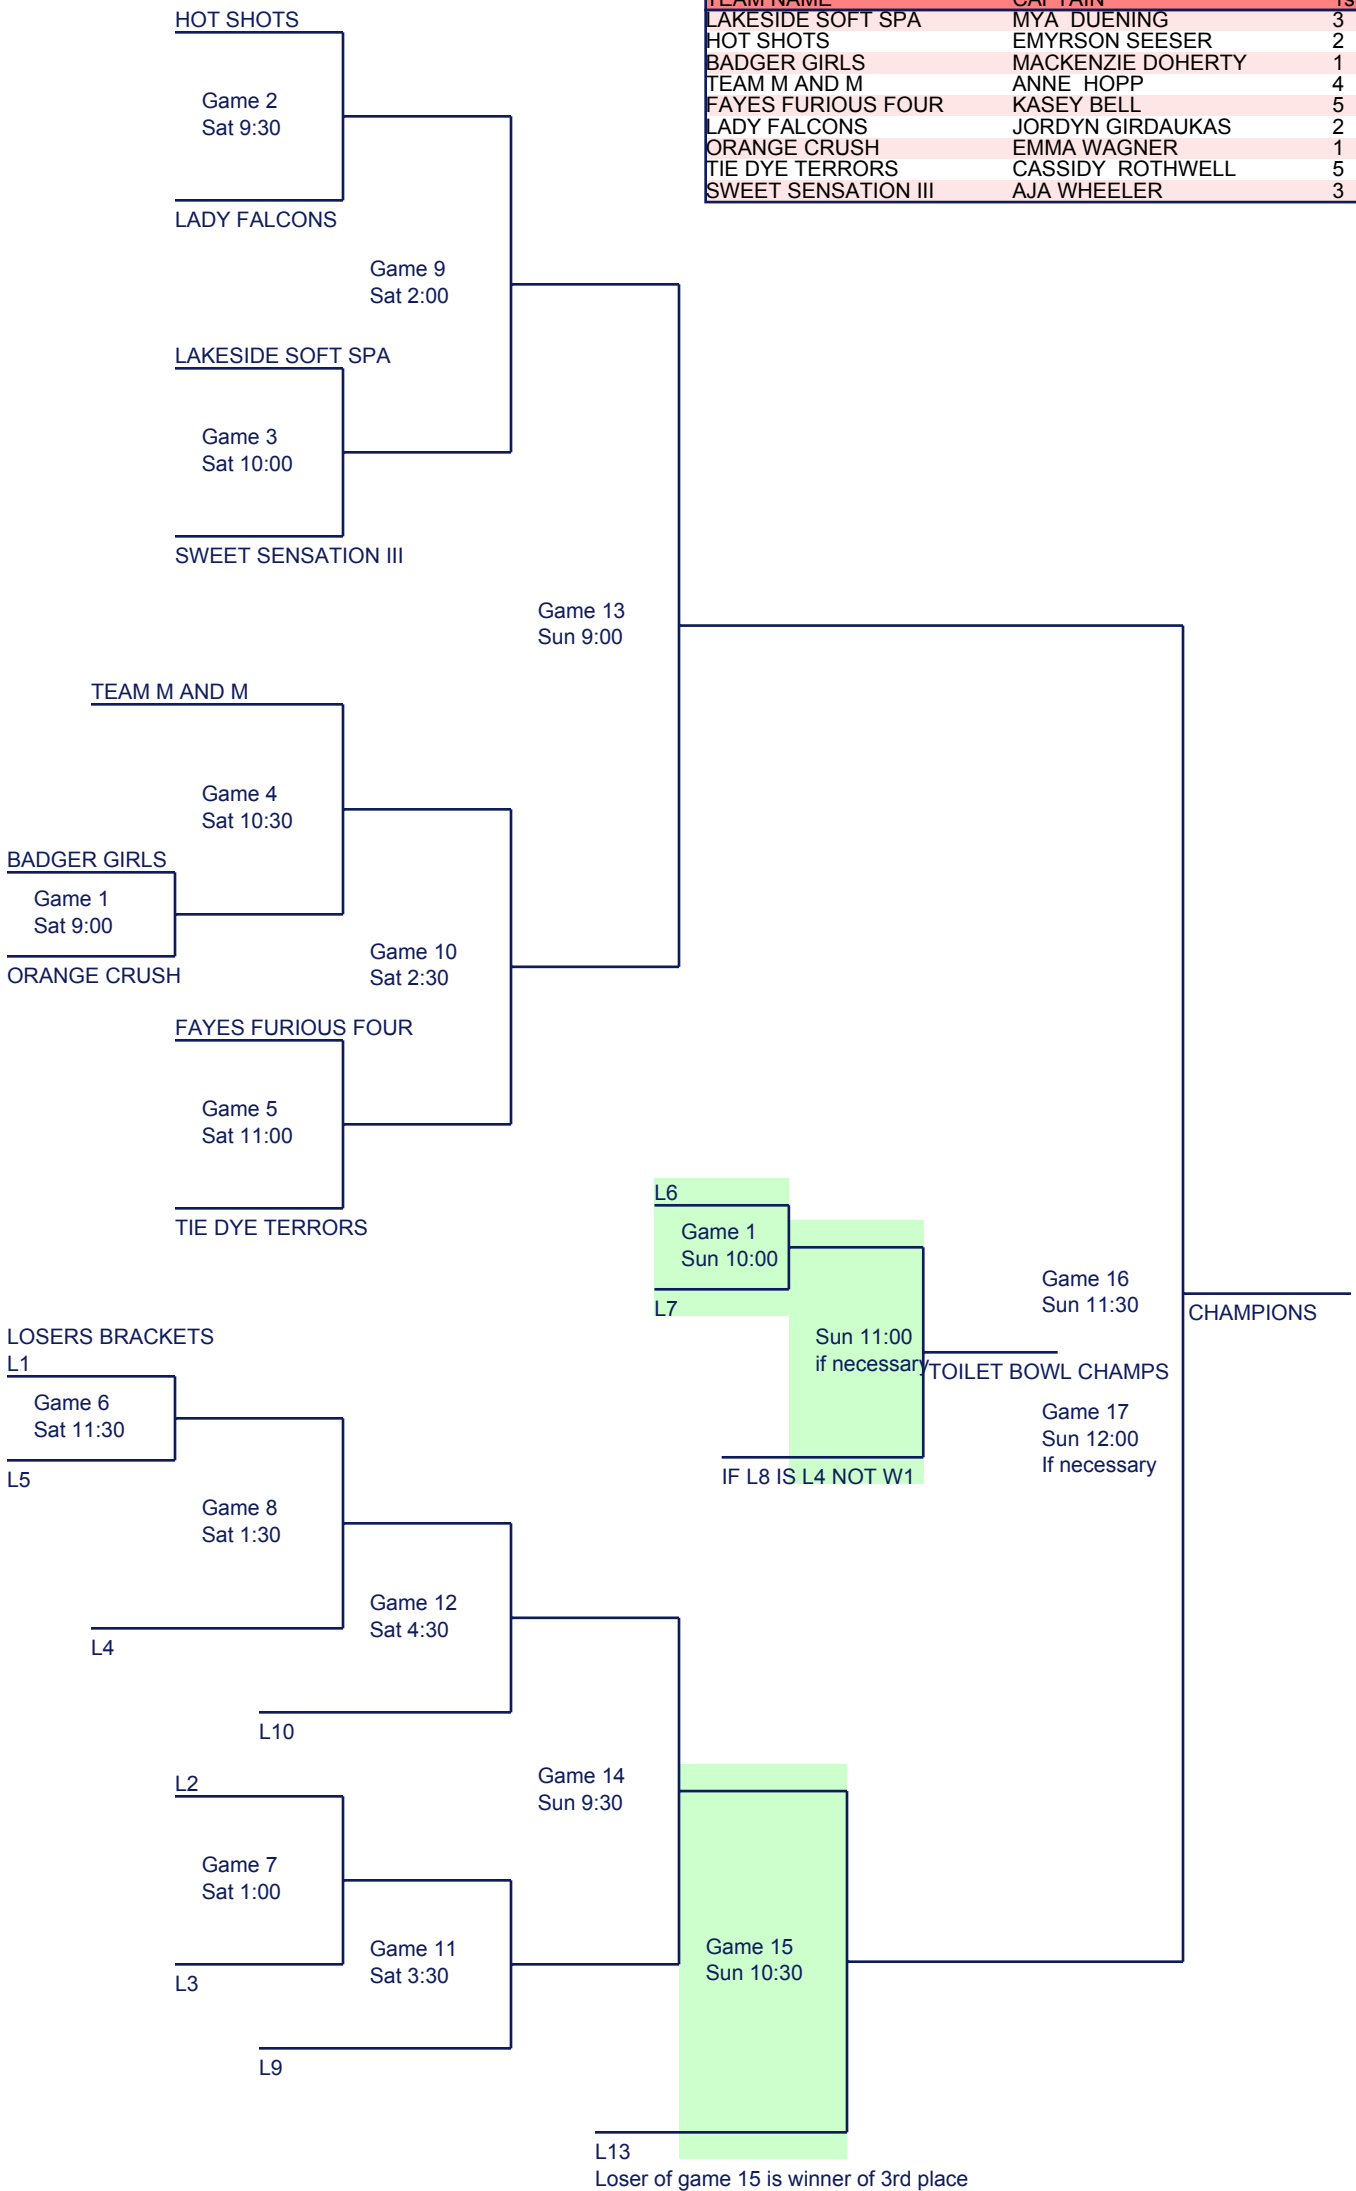 TEAM NAME CAPTAIN
LAKESIDE SOFT SPA MYA DUENING 3
HOT SHOTS EMYRSON SEESER 2
BADGER GIRLS MACKENZIE DOHERTY 1
TEAM M AND M ANNE HOPP 4
FAYES FURIOUS FOUR KASEY BELL 5
LADY FALCONS JORDYN GIRDAUKAS 2
ORANGE CRUSH EMMA WAGNER 1
TIE DYE TERRORS CASSIDY ROTHWELL 5
SWEET SENSATION III AJA WHEELER 3
HOT SHOTS
Game 2
Sat 9:30
LADY FALCONS
Game 9
Sat 2:00
LAKESIDE SOFT SPA
Game 3
Sat 10:00
SWEET SENSATION III
Game 13
Sun 9:00
TEAM M AND M
Game 4
Sat 10:30
BADGER GIRLS
Game 1
Sat 9:00
ORANGE CRUSH
Game 10
Sat 2:30
FAYES FURIOUS FOUR
Game 5
Sat 11:00
TIE DYE TERRORS
L6
Game 1
Sun 10:00
L7
Sun 11:00
if necessary
TOILET BOWL CHAMPS
IF L8 IS L4 NOT W1
Game 16
Sun 11:30
CHAMPIONS
Game 17
Sun 12:00
If necessary
LOSERS BRACKETS
L1
Game 6
Sat 11:30
L5
Game 8
Sat 1:30
L4
Game 12
Sat 4:30
L10
Game 14
Sun 9:30
L2
Game 7
Sat 1:00
L3
Game 11
Sat 3:30
L9
Game 15
Sun 10:30
L13
Loser of game 15 is winner of 3rd place